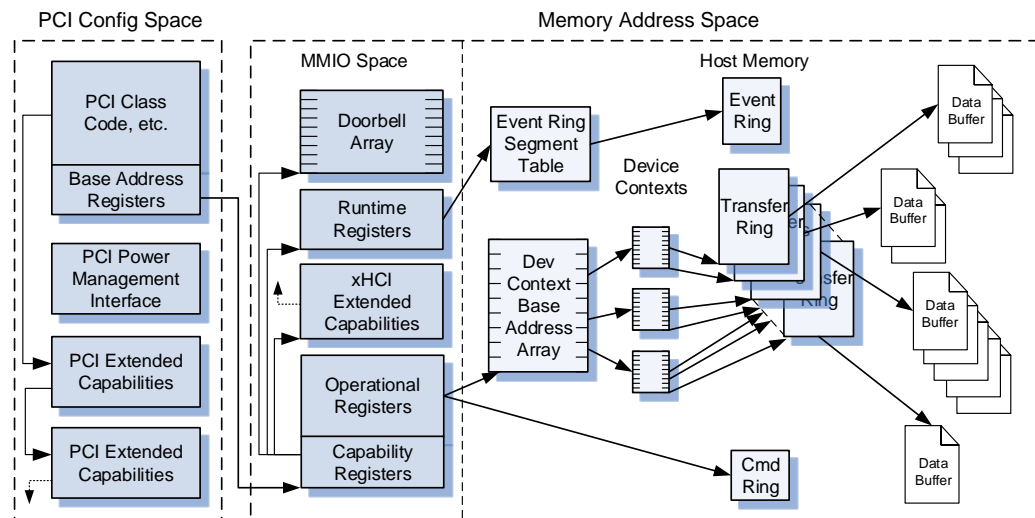 PCI Config Space
Memory Address Space
MMIO Space
Host Memory
PCI Class
Code, etc.
Base Address
Registers
PCI Power
Management
Interface
PCI Extended
Capabilities
PCI Extended
Capabilities
Doorbell
Array
Runtime
Registers
xHCI
Extended
Capabilities
Operational
Registers
Capability
Registers
Event Ring
Segment
Table
Dev
Context
Base
Address
Array
Device
Contexts
Event
Ring
Transfer
Ring
Ring
Cmd
Ring
Data
Buffer
Data
Buffer
Data
Buffer
Data
Buffer